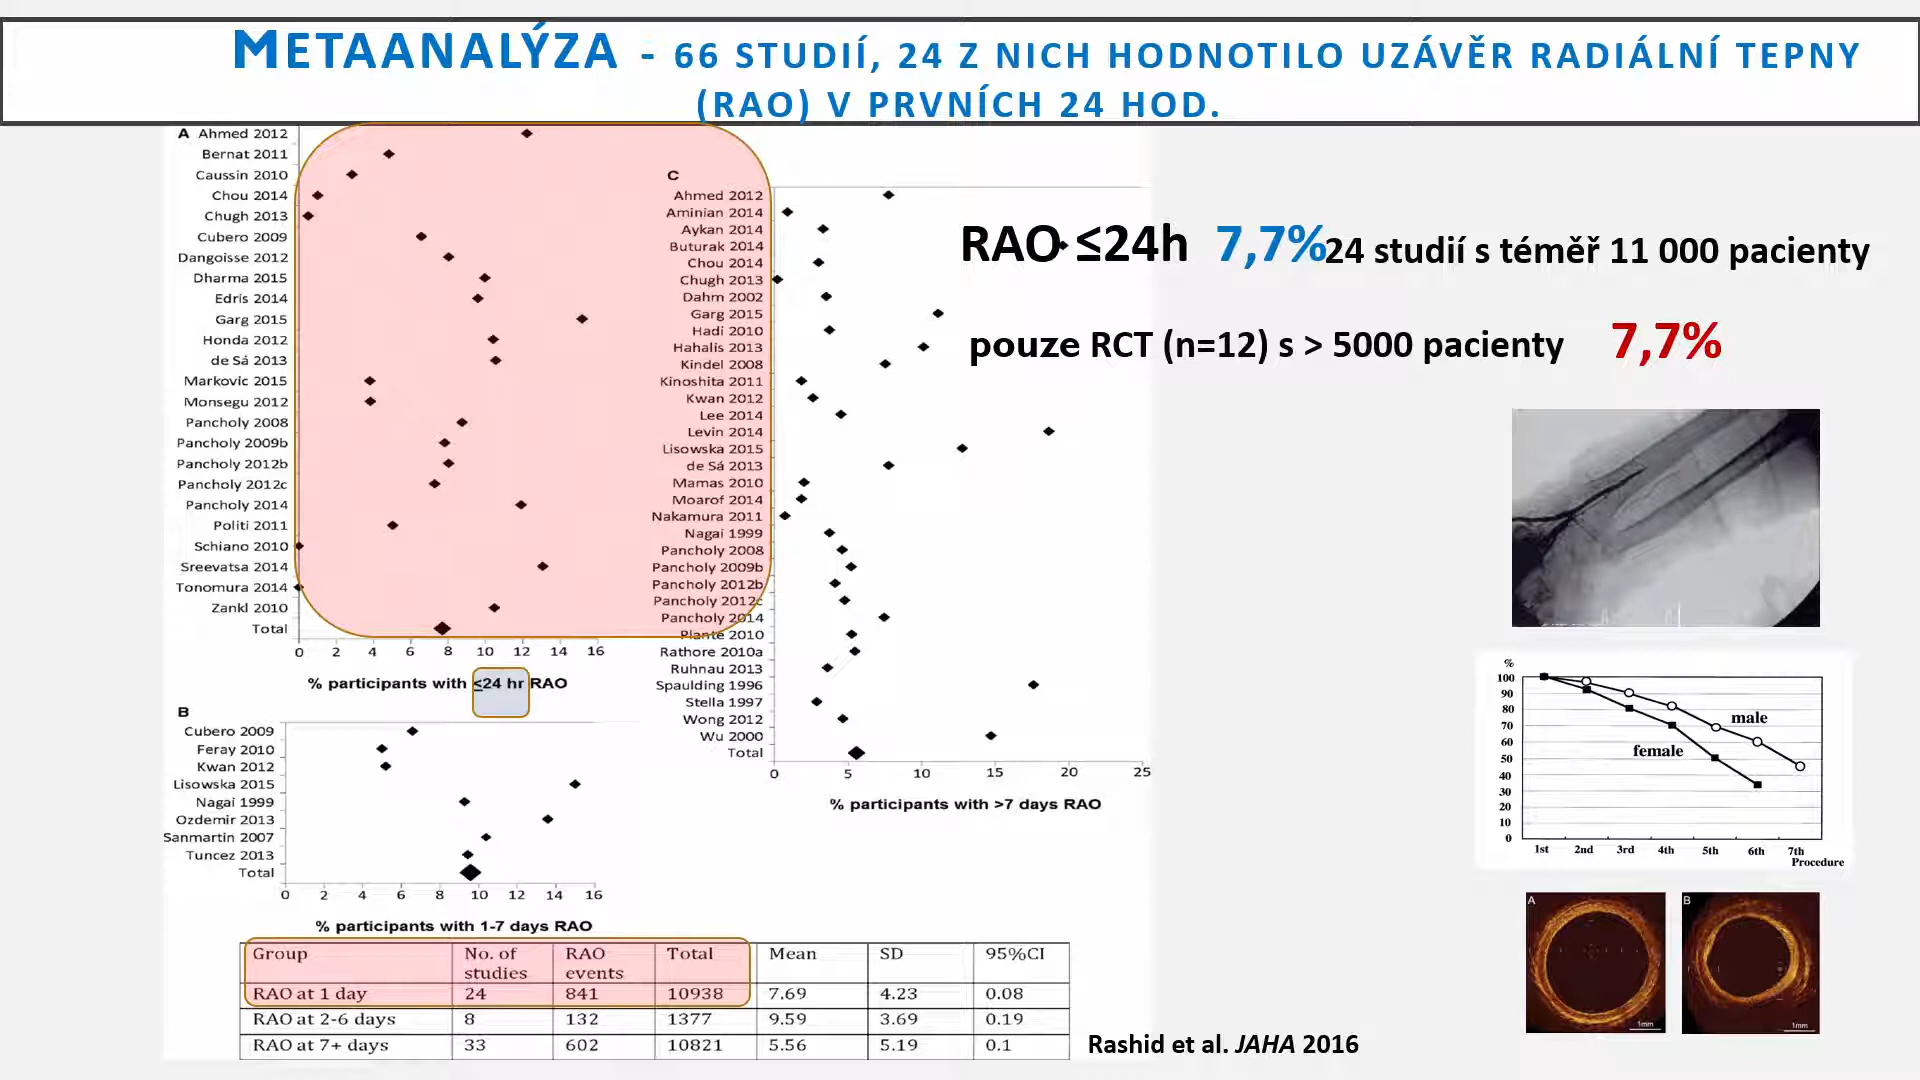 METAANALÝZA - 66 STUDIÍ, 24 Z NICH HODNOTILO UZÁVĚR RADIÁLNÍ TEPNY
(RAO) V PRVNÍCH 24 HOD.
A
Ahmed 2012
Bernat 2011
Caussin 2010
Chou 2014
Chugh 2013
Cubero 2009
Dangoisse 2012
Dharma 2015
Edris 2014
Garg 2015
Honda 2012
de Sá 2013
Markovic 2015
Monsegu 2012
Pancholy 2008
Pancholy 2009b
Pancholy 2012b
Pancholy 2012c
Pancholy 2014
Politi 2011
Schiano 2010
Sreevatsa 2014
Tonomura 2014
Zankl 2010
Total
0 2 4 6 8 10 12 14 16
% participants with ≤24 hr RAO
B
Cubero 2009
Feray 2010
Kwan 2012
Lisowska 2015
Nagai 1999
Ozdemir 2013
Sanmartin 2007
Tuncez 2013
Total
0 2 4 6 8 10 12 14 16
% participants with 1-7 days RAO
C
Ahmed 2012
Aminian 2014
Aykan 2014
Buturak 2014
Chou 2014
Chugh 2013
Dahm 2002
Garg 2015
Hadi 2010
Hahalis 2013
Kindel 2008
Kinoshita 2011
Kwan 2012
Lee 2014
Levin 2014
Lisowska 2015
de Sá 2013
Mamas 2010
Moarof 2014
Nakamura 2011
Nagai 1999
Pancholy 2008
Pancholy 2009b
Pancholy 2012b
Pancholy 2012c
Pancholy 2014
Plante 2010
Rathore 2010a
Ruhnau 2013
Spaulding 1996
Stella 1997
Wong 2012
Wu 2000
Total
0 5 10 15 20 25
% participants with >7 days RAO
RAO ≤24h 7,7% 24 studií s téměř 11 000 pacienty
pouze RCT (n=12) s > 5000 pacienty 7,7%
%
100
90
80
70
60
50
40
30
20
10
0
male
female
1st 2nd 3rd 4th 5th 6th 7th
Procedure
A
1mm
B
1mm
Group No. of studies RAO events Total Mean SD 95%CI
RAO at 1 day 24 841 10938 7.69 4.23 0.08
RAO at 2-6 days 8 132 1377 9.59 3.69 0.19
RAO at 7+ days 33 602 10821 5.56 5.19 0.1
Rashid et al. JAHA 2016